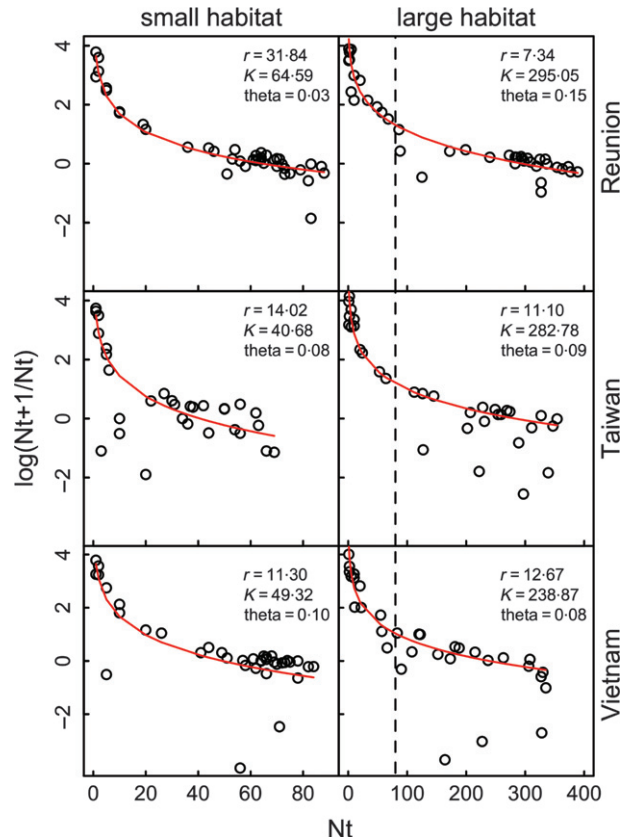 small habitat large habitat
4
2
0
−2
r = 31·84
K = 64·59
theta = 0·03
r = 7·34
K = 295·05
theta = 0·15
Reunion
4
2
0
−2
r = 14·02
K = 40·68
theta = 0·08
r = 11·10
K = 282·78
theta = 0·09
Taiwan
log(Nt+1/Nt)
4
2
0
−2
r = 11·30
K = 49·32
theta = 0·10
r = 12·67
K = 238·87
theta = 0·08
Vietnam
0 20 40 60 80 0 100 200 300 400
Nt